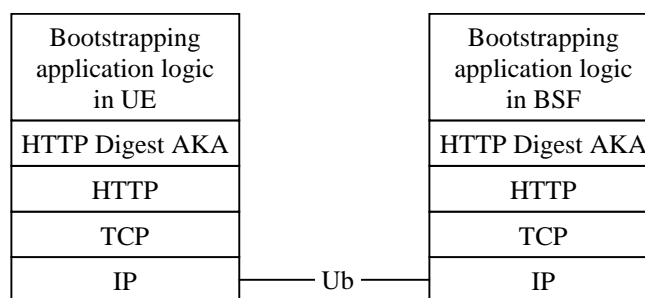 Bootstrapping
application logic
in UE
HTTP Digest AKA
HTTP
TCP
IP
Ub
Bootstrapping
application logic
in BSF
HTTP Digest AKA
HTTP
TCP
IP